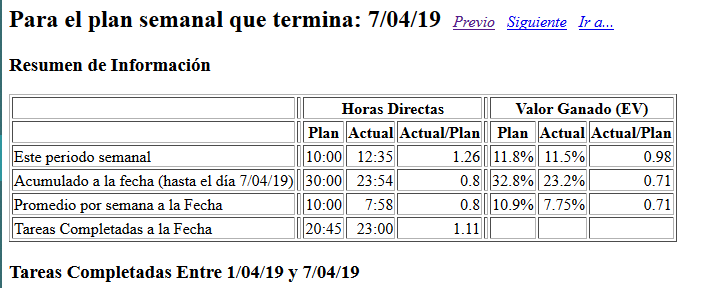 Para el plan semanal que termina: 7/04/19 Previo Siguiente Ir a...
Resumen de Información
Horas Directas Valor Ganado (EV)
Plan Actual Actual/Plan Plan Actual Actual/Plan
Este periodo semanal 10:00 12:35 1.26 11.8% 11.5% 0.98
Acumulado a la fecha (hasta el día 7/04/19) 30:00 23:54 0.8 32.8% 23.2% 0.71
Promedio por semana a la Fecha 10:00 7:58 0.8 10.9% 7.75% 0.71
Tareas Completadas a la Fecha 20:45 23:00 1.11
Tareas Completadas Entre 1/04/19 y 7/04/19